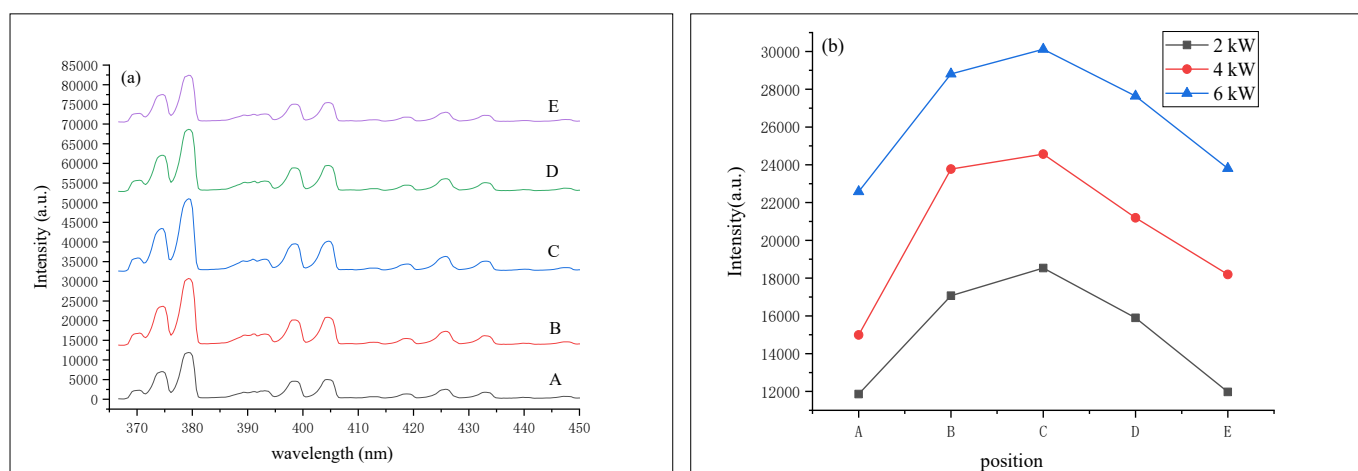 (a)
85000
80000
75000
70000
65000
60000
55000
50000
45000
40000
35000
30000
25000
20000
15000
10000
5000
0
Intensity (a.u.)
E
D
C
B
A
370 380 390 400 410 420 430 440 450
wavelength (nm)
(b)
2 kW
4 kW
6 kW
30000
28000
26000
24000
22000
20000
18000
16000
14000
12000
Intensity(a.u.)
A B C D E
position